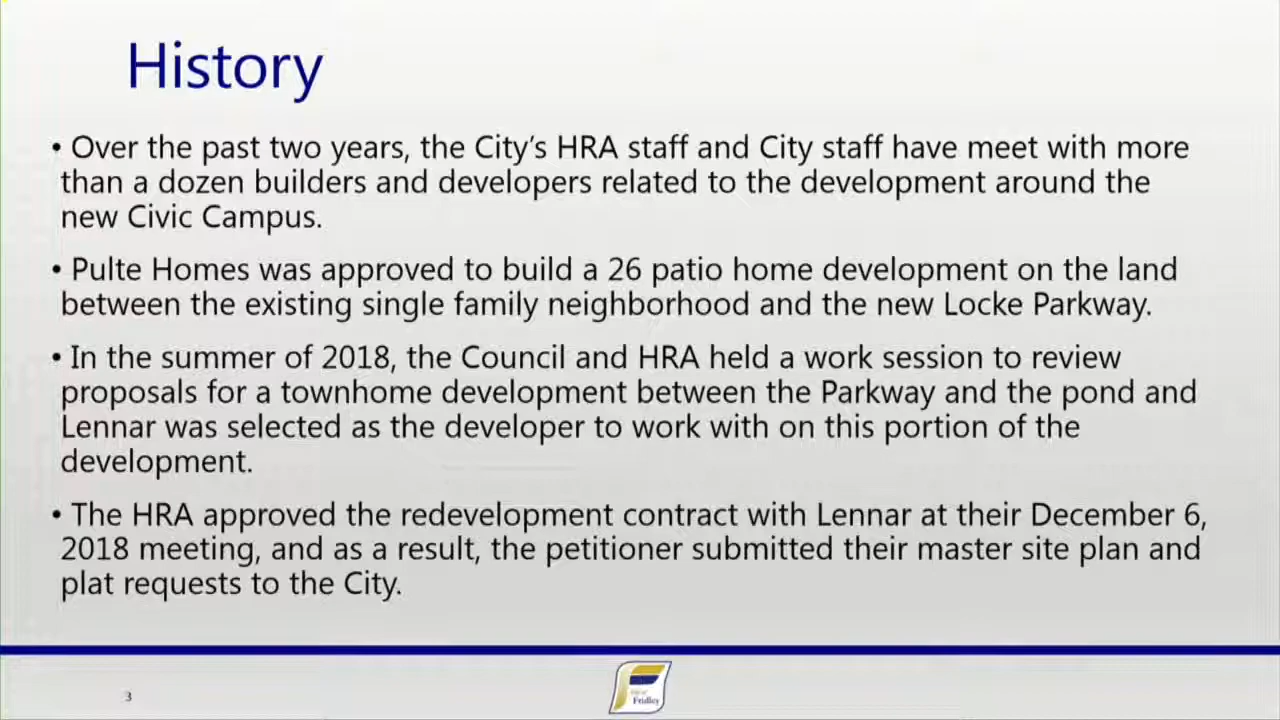 History
• Over the past two years, the City's HRA staff and City staff have meet with more
than a dozen builders and developers related to the development around the
new Civic Campus.
• Pulte Homes was approved to build a 26 patio home development on the land
between the existing single family neighborhood and the new Locke Parkway.
• In the summer of 2018, the Council and HRA held a work session to review
proposals for a townhome development between the Parkway and the pond and
Lennar was selected as the developer to work with on this portion of the
development.
• The HRA approved the redevelopment contract with Lennar at their December 6,
2018 meeting, and as a result, the petitioner submitted their master site plan and
plat requests to the City.
3
Fridley